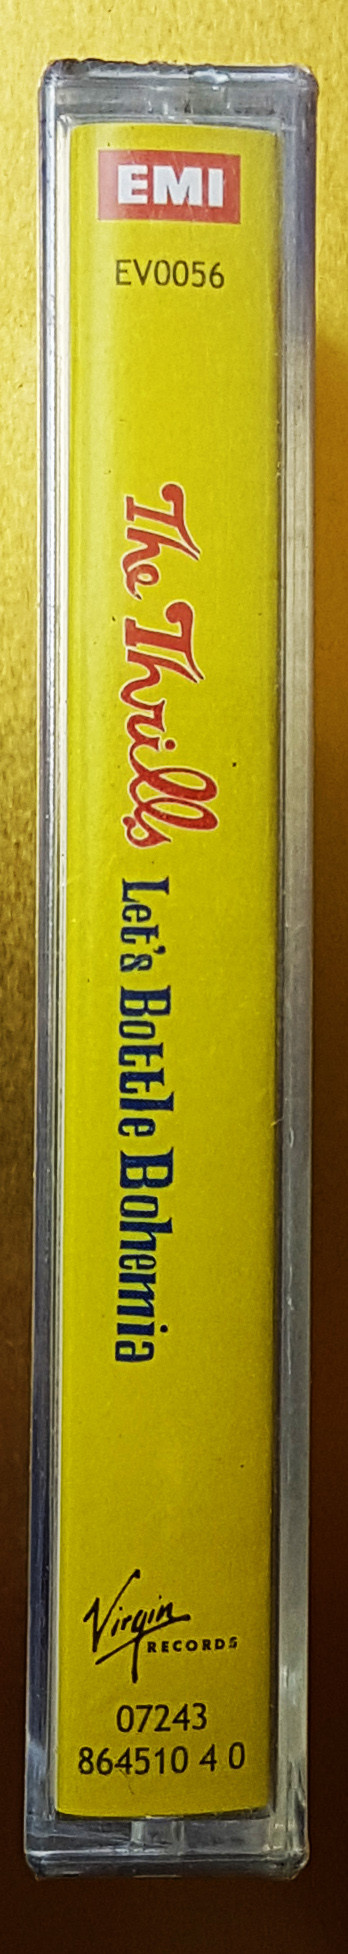 EMI
EV0056
The Thrills Let's Bottle Bohemia
Virgin
RECORDS
07243
864510 4 0